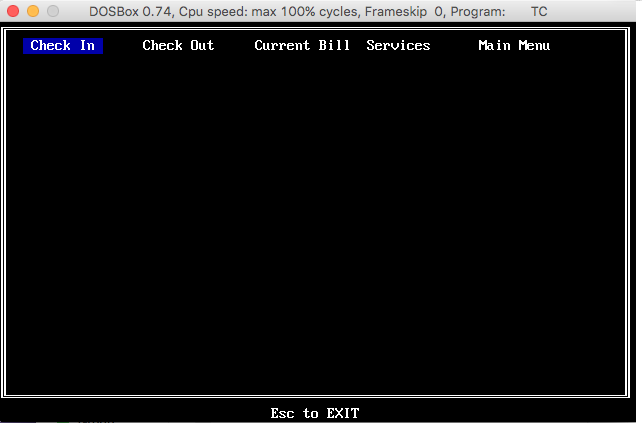 DOSBox 0.74, Cpu speed: max 100% cycles, Frameskip 0, Program: TC
Check In Check Out Current Bill Services Main Menu
Esc to EXIT